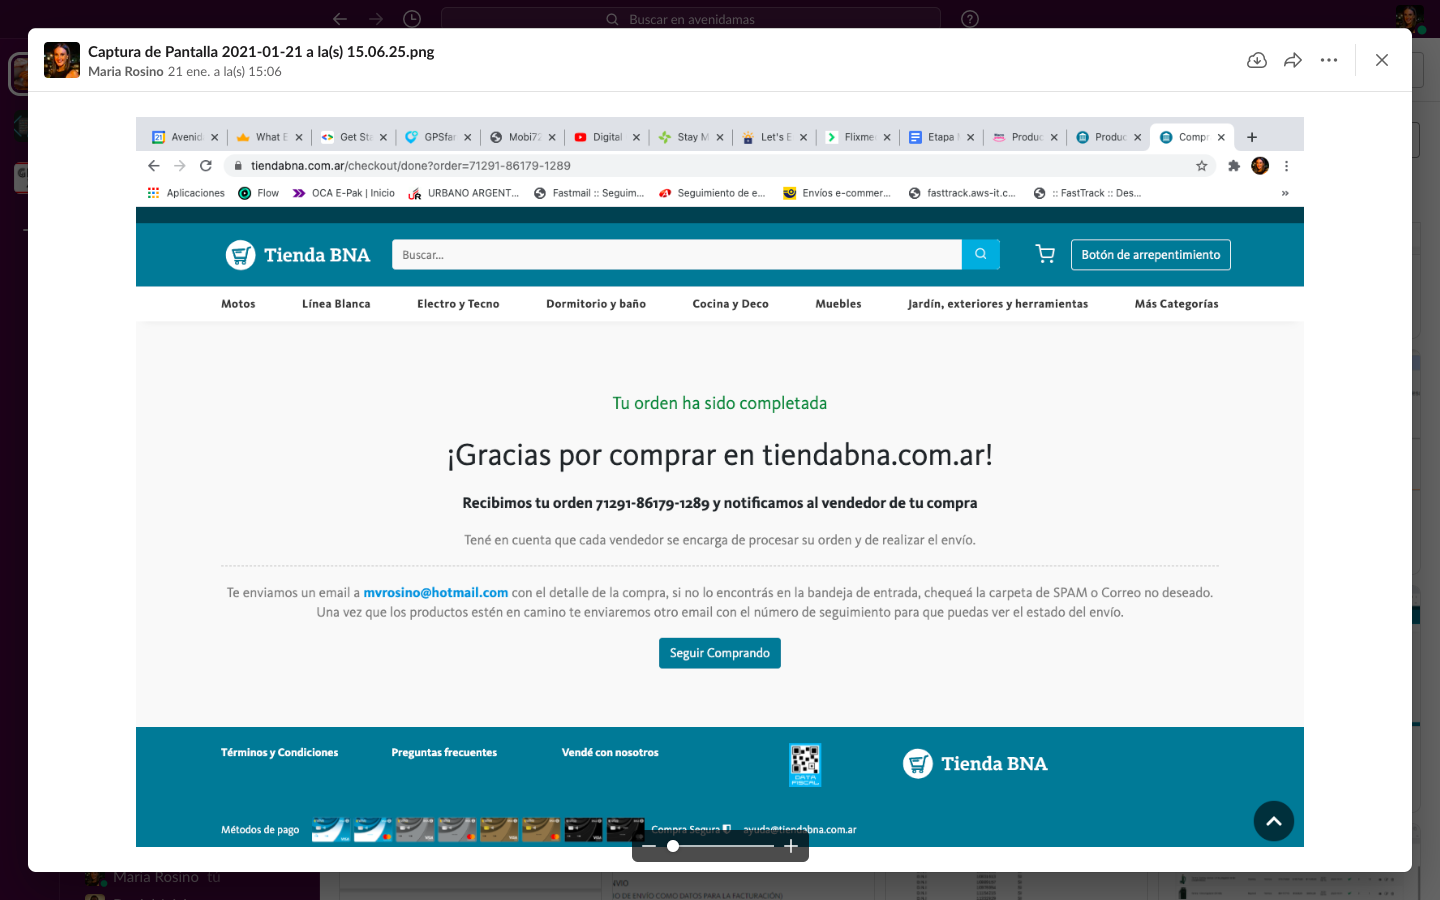 Buscar en avenidamas
Captura de Pantalla 2021-01-21 a la(s) 15.06.25.png
Maria Rosino 21 ene. a la(s) 15:06
Avenid
What E
Get Sta
GPSfar
Mobi72
Digital
Stay M
Let's E
Flixme
Etapa
Produc
Produc
Compr
tiendabna.com.ar/checkout/done?order=71291-86179-1289
Aplicaciones
Flow
OCA E-Pak | Inicio
URBANO ARGENT...
Fastmail :: Seguim...
Seguimiento de e...
Envíos e-commer...
fasttrack.aws-it.c...
:: FastTrack :: Des...
»
Tienda BNA
Buscar...
Botón de arrepentimiento
Motos
Línea Blanca
Electro y Tecno
Dormitorio y baño
Cocina y Deco
Muebles
Jardín, exteriores y herramientas
Más Categorías
Tu orden ha sido completada
¡Gracias por comprar en tiendabna.com.ar!
Recibimos tu orden 71291-86179-1289 y notificamos al vendedor de tu compra
Tené en cuenta que cada vendedor se encarga de procesar su orden y de realizar el envío.
Te enviamos un email a mvrosino@hotmail.com con el detalle de la compra, si no lo encontrás en la bandeja de entrada, chequeá la carpeta de SPAM o Correo no deseado.
Una vez que los productos estén en camino te enviaremos otro email con el número de seguimiento para que puedas ver el estado del envío.
Seguir Comprando
Términos y Condiciones
Preguntas frecuentes
Vendé con nosotros
DATA FISCAL
Tienda BNA
Métodos de pago
Compra Segura
ayuda@tiendabna.com.ar
Maria Rosino tú